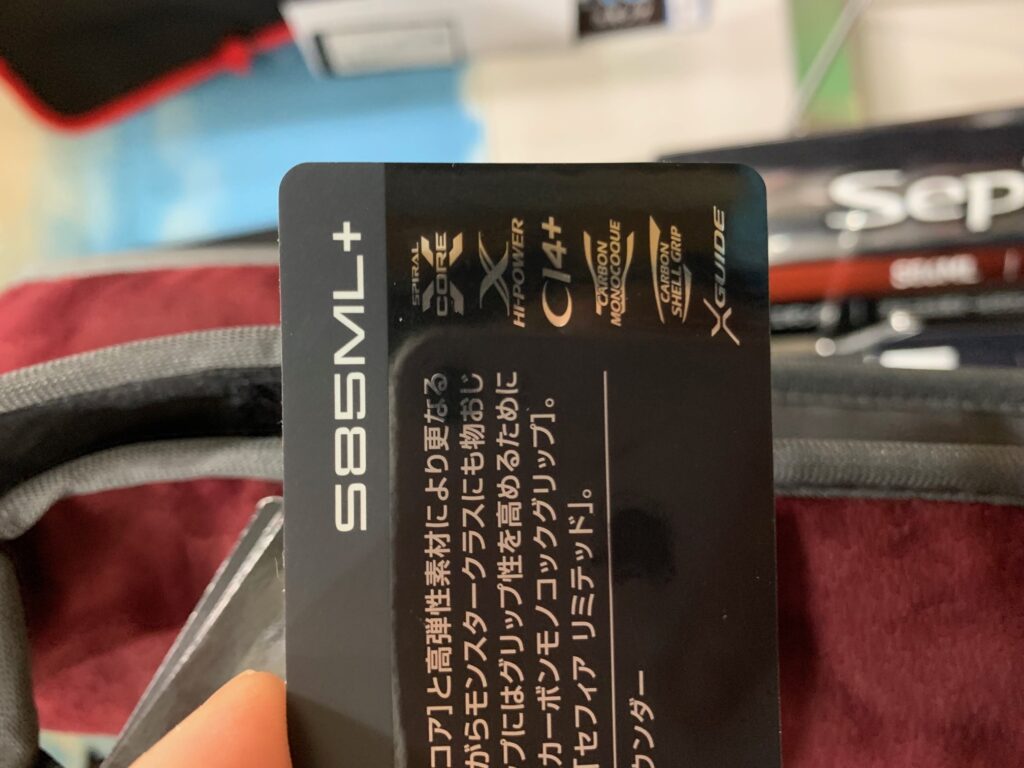 S85ML+
SPIRAL
CORE
HI-POWER
CI4+
CARBON
MONOCOQUE
CARBON
SHELL GRIP
X GUIDE
コア]と高弾性素材により更なる
がらモンスタークラスにも物おじ
プにはグリップ性を高めるために
カーボンモノコックグリップ]。
「セフィア リミテッド」。
ウンダー
Sep